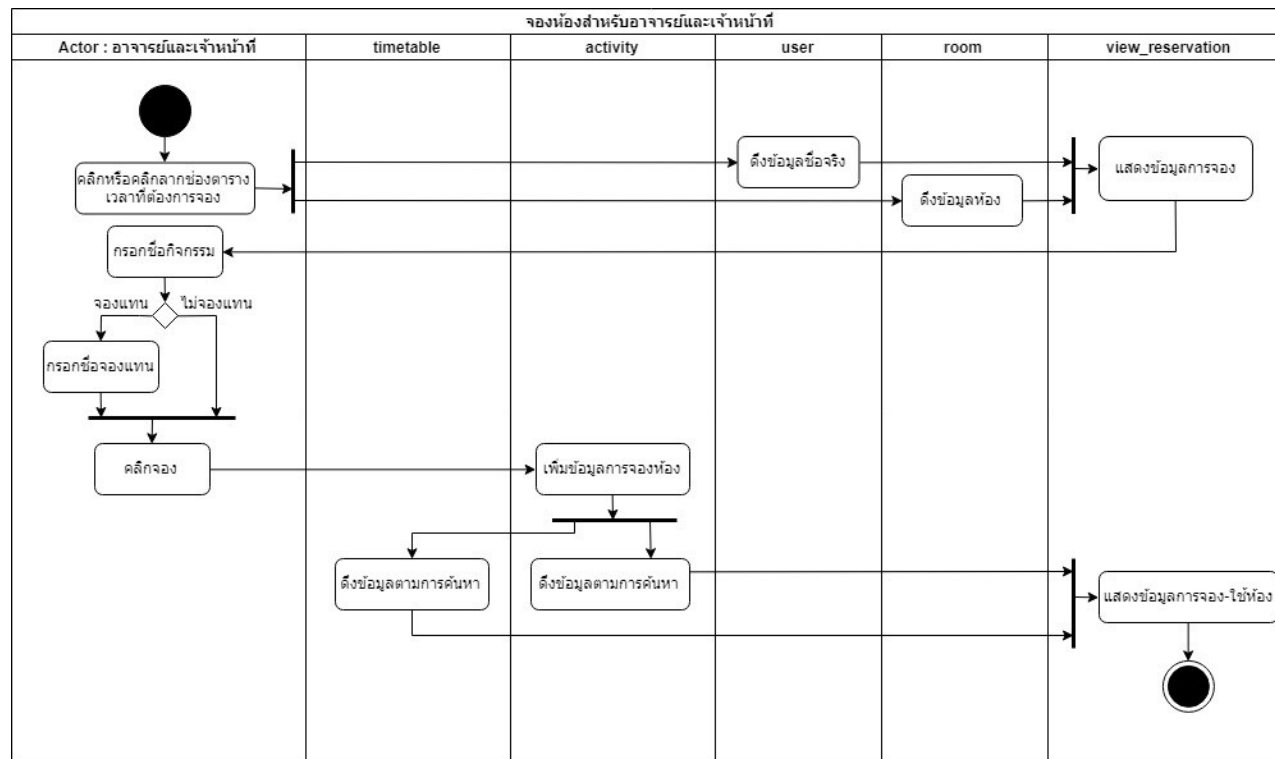 จองห้องสำหรับอาจารย์และเจ้าหน้าที่
Actor : อาจารย์และเจ้าหน้าที่
timetable
activity
user
room
view_reservation
คลิกหรือคลิกลากช่องตาราง
เวลาที่ต้องการจอง
ดึงข้อมูลชื่อจริง
ดึงข้อมูลห้อง
แสดงข้อมูลการจอง
กรอกชื่อกิจกรรม
จองแทน
ไม่จองแทน
กรอกชื่อจองแทน
คลิกจอง
เพิ่มข้อมูลการจองห้อง
ดึงข้อมูลตามการค้นหา
ดึงข้อมูลตามการค้นหา
แสดงข้อมูลการจอง-ใช้ห้อง